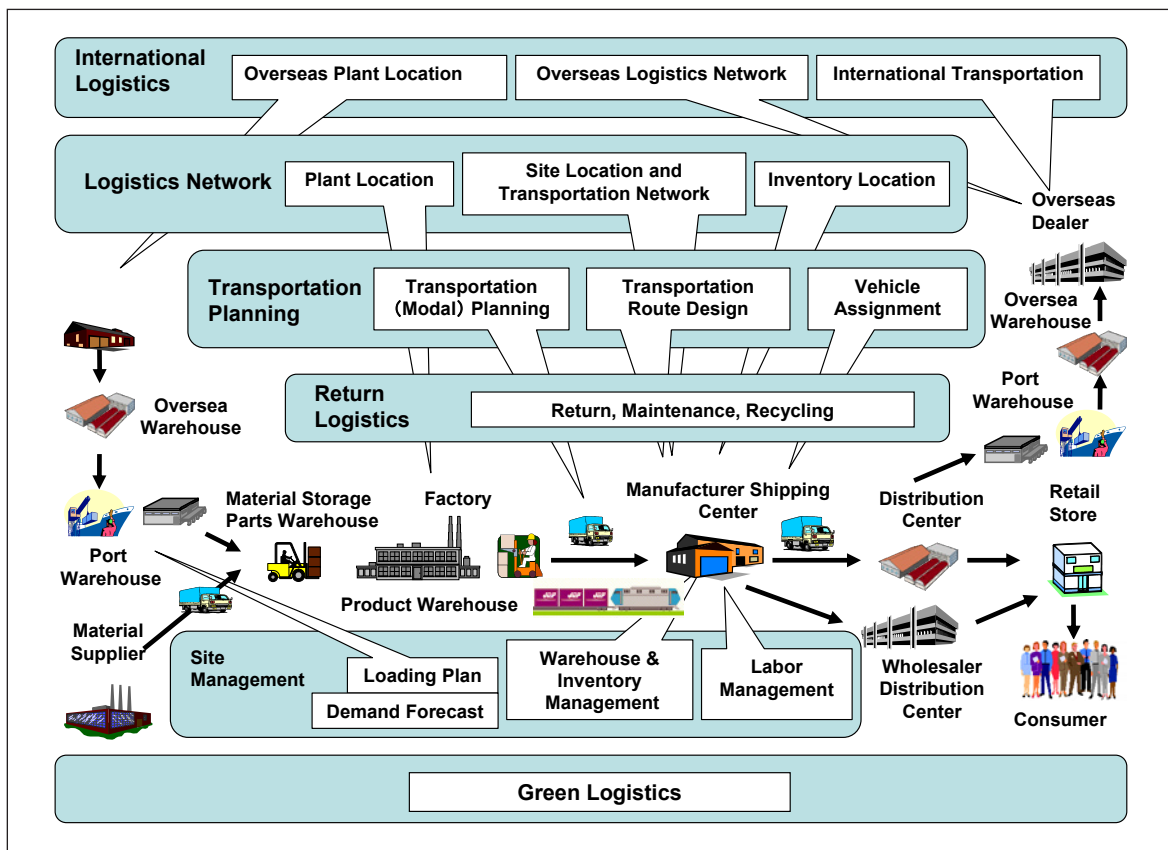 International
Logistics
Overseas Plant Location
Overseas Logistics Network
International Transportation
Logistics Network
Plant Location
Site Location and
Transportation Network
Inventory Location
Overseas
Dealer
Transportation
Planning
Transportation
（Modal）Planning
Transportation
Route Design
Vehicle
Assignment
Oversea
Warehouse
Return
Logistics
Return, Maintenance, Recycling
Port
Warehouse
Oversea
Warehouse
Material Storage
Parts Warehouse
Factory
Manufacturer Shipping
Center
Distribution
Center
Retail
Store
Port
Warehouse
Product Warehouse
Material
Supplier
Site
Management
Loading Plan
Demand Forecast
Warehouse &
Inventory
Management
Labor
Management
Wholesaler
Distribution
Center
Consumer
Green Logistics